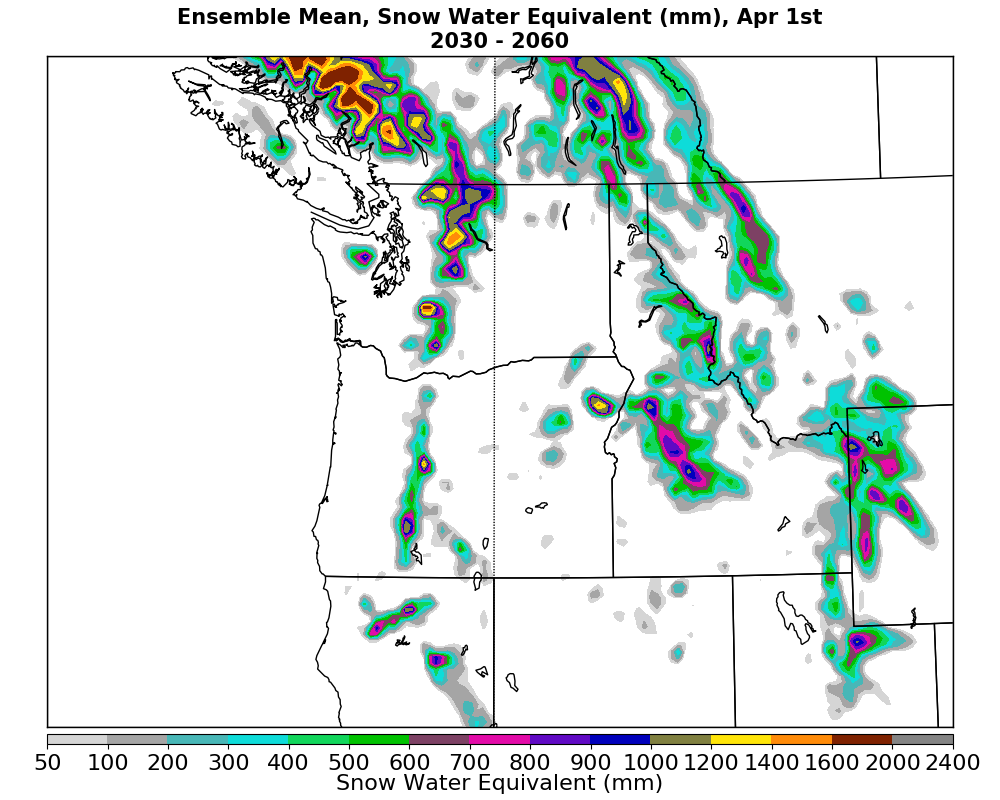 Ensemble Mean, Snow Water Equivalent (mm), Apr 1st
2030 - 2060
50 100 200 300 400 500 600 700 800 900 1000 1200 1400 1600 2000 2400
Snow Water Equivalent (mm)